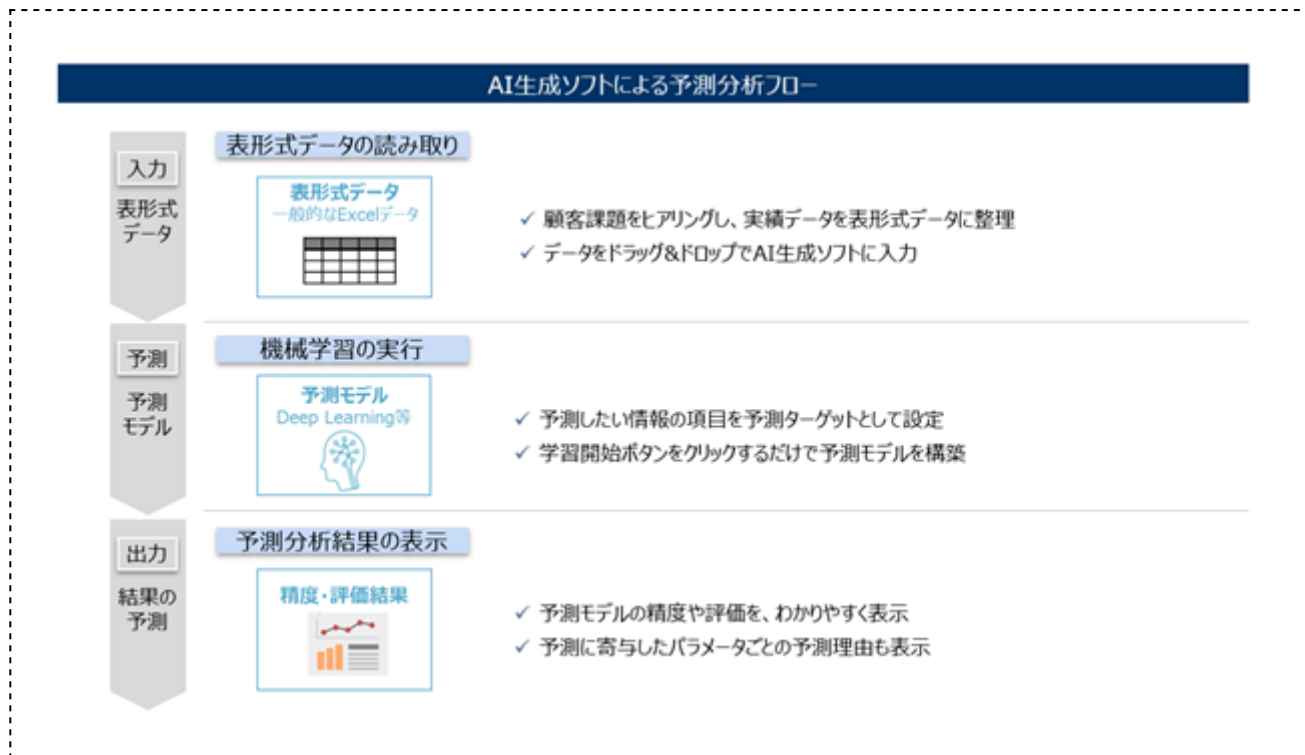 AI生成ソフトによる予測分析フロー
入力
表形式
データ
表形式データの読み取り
表形式データ
一般的なExcelデータ
✓ 顧客課題をヒアリングし、実績データを表形式データに整理
✓ データをドラッグ&ドロップでAI生成ソフトに入力
予測
予測
モデル
機械学習の実行
予測モデル
Deep Learning等
✓ 予測したい情報の項目を予測ターゲットとして設定
✓ 学習開始ボタンをクリックするだけで予測モデルを構築
出力
結果の
予測
予測分析結果の表示
精度・評価結果
✓ 予測モデルの精度や評価を、わかりやすく表示
✓ 予測に寄与したパラメータごとの予測理由も表示